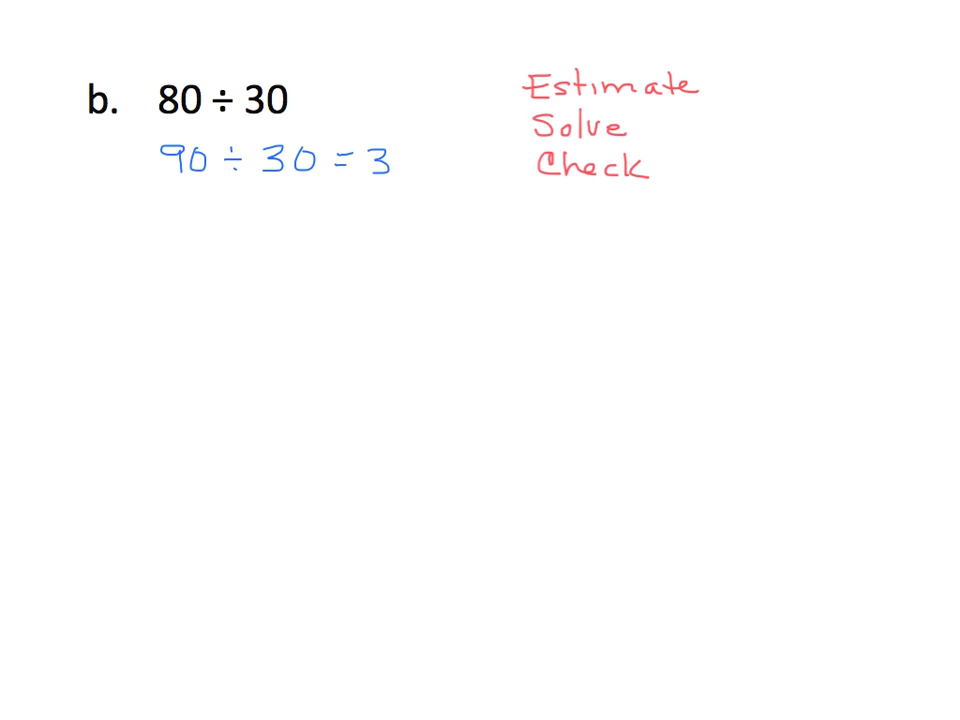 b. 80 ÷ 30
90 ÷ 30 = 3
Estimate
Solve
Check